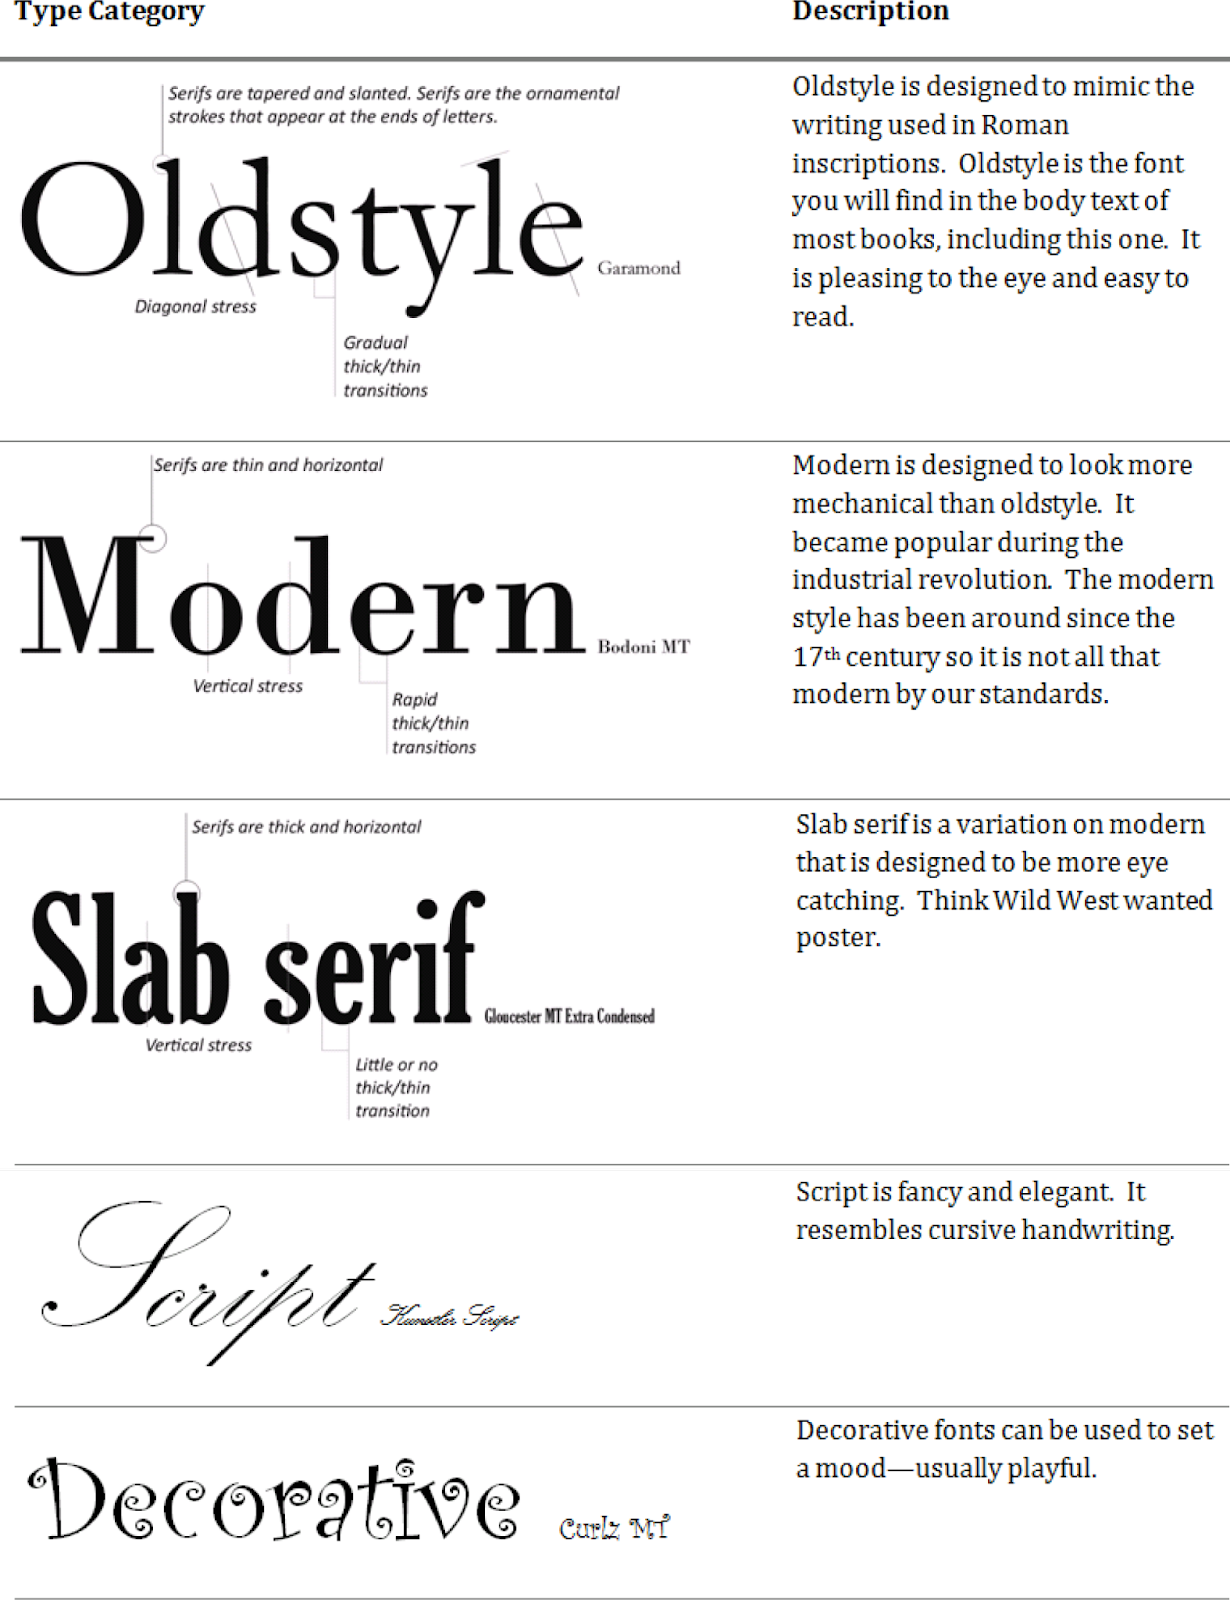 Type Category
Description
Serifs are tapered and slanted. Serifs are the ornamental
strokes that appear at the ends of letters.
Oldstyle
Garamond
Diagonal stress
Gradual
thick/thin
transitions
Oldstyle is designed to mimic the
writing used in Roman
inscriptions. Oldstyle is the font
you will find in the body text of
most books, including this one. It
is pleasing to the eye and easy to
read.
Serifs are thin and horizontal
Modern
Bodoni MT
Vertical stress
Rapid
thick/thin
transitions
Modern is designed to look more
mechanical than oldstyle. It
became popular during the
industrial revolution. The modern
style has been around since the
17th century so it is not all that
modern by our standards.
Serifs are thick and horizontal
Slab serif
Gloucester MT Extra Condensed
Vertical stress
Little or no
thick/thin
transition
Slab serif is a variation on modern
that is designed to be more eye
catching. Think Wild West wanted
poster.
Script
Kunstler Script
Script is fancy and elegant. It
resembles cursive handwriting.
Decorative
Curlz MT
Decorative fonts can be used to set
a mood—usually playful.